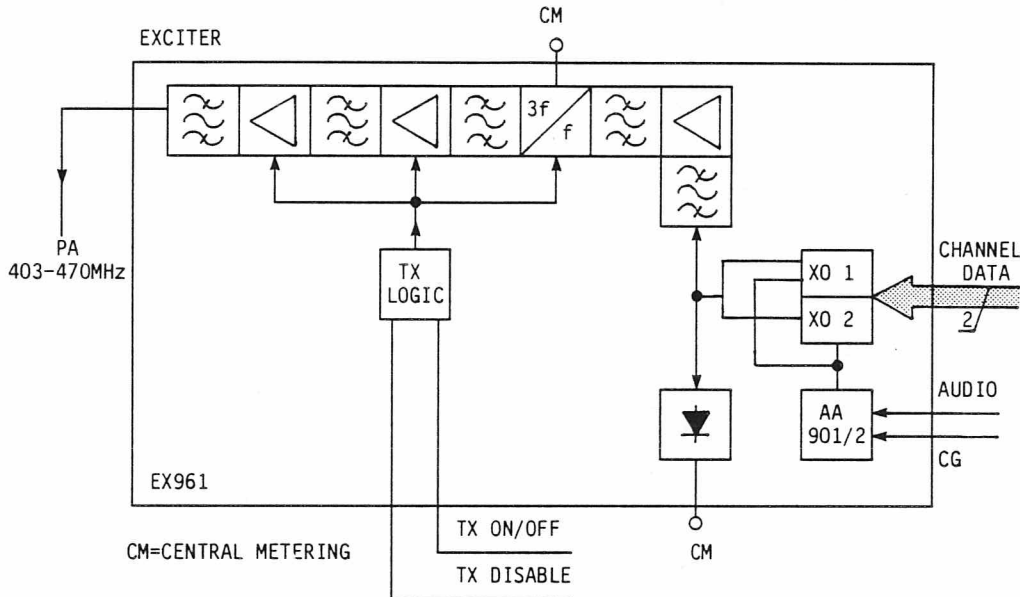 CM
EXCITER
3f
f
PA
403-470MHz
TX
LOGIC
XO 1
XO 2
CHANNEL
DATA
2
AA
901/2
AUDIO
CG
EX961
TX ON/OFF
TX DISABLE
CM=CENTRAL METERING
CM